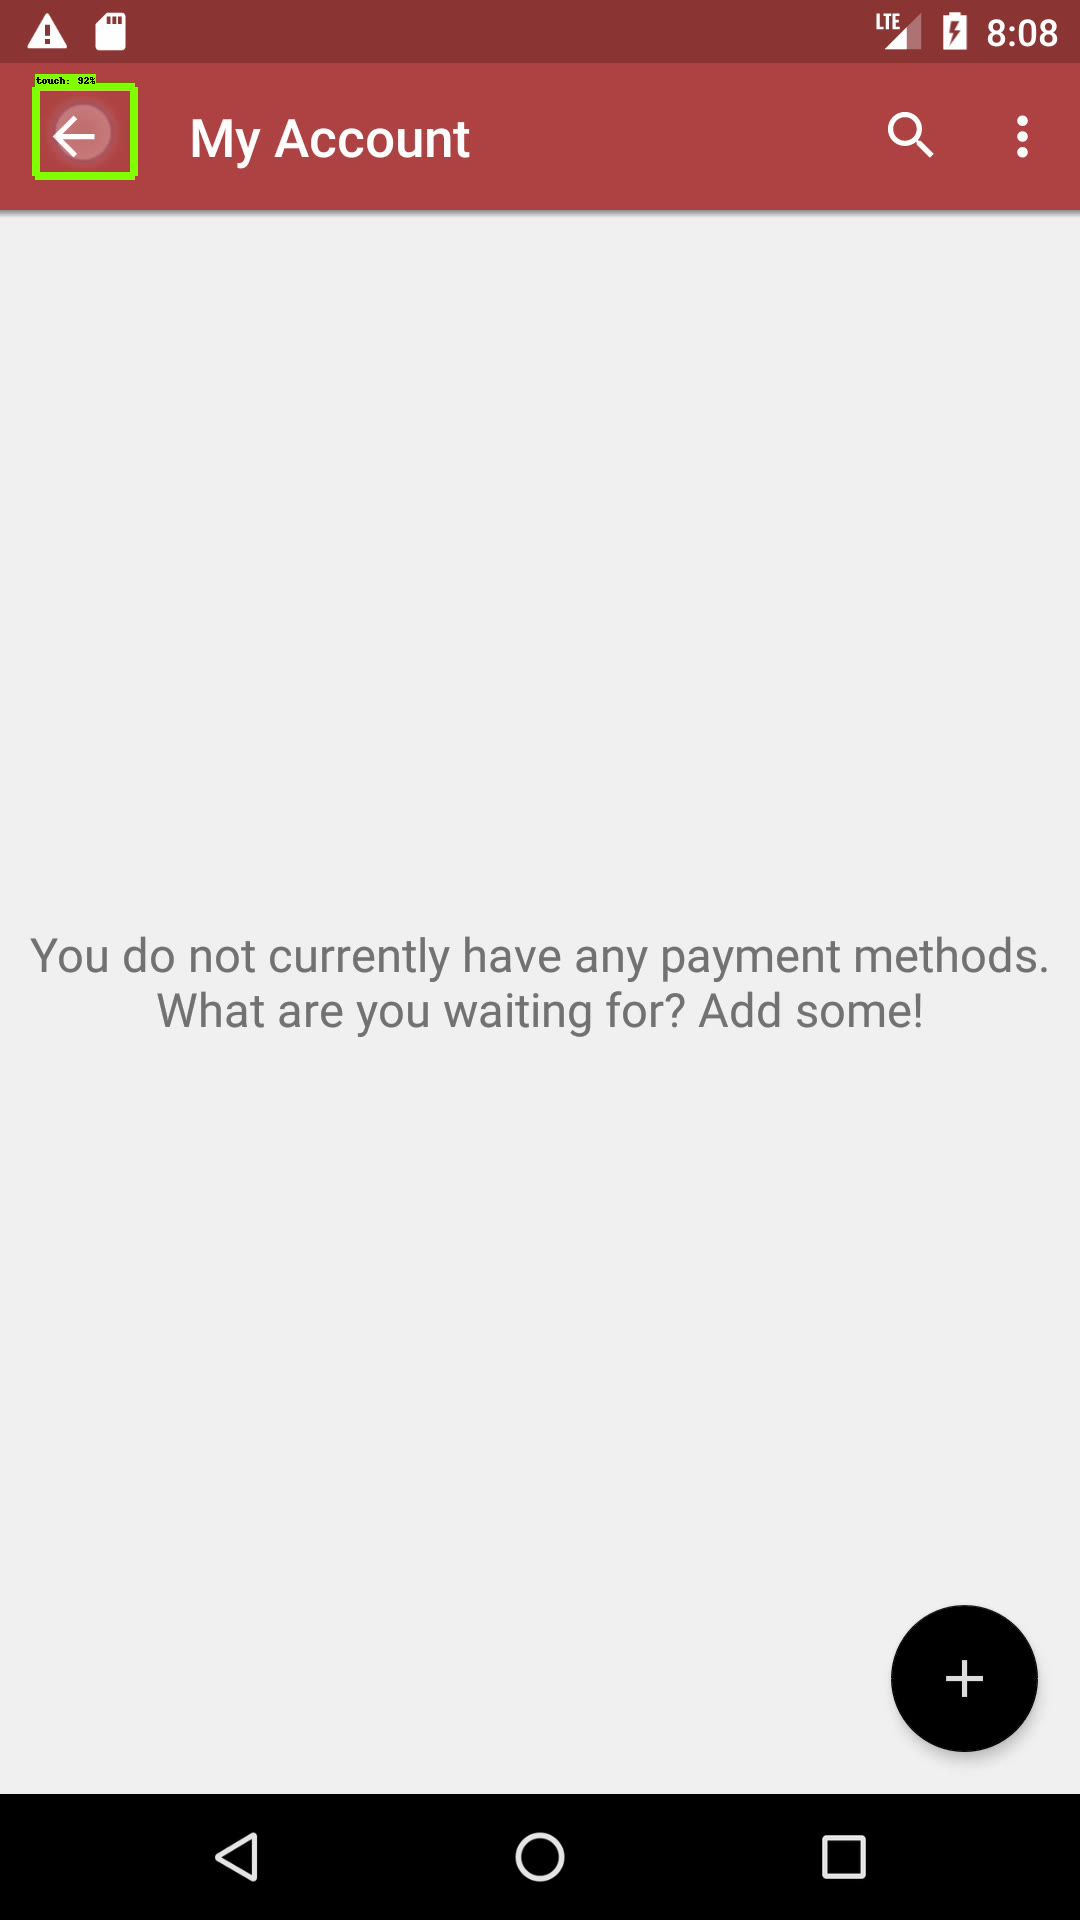 LTE 8:08
touch: 92%
My Account
You do not currently have any payment methods.
What are you waiting for? Add some!